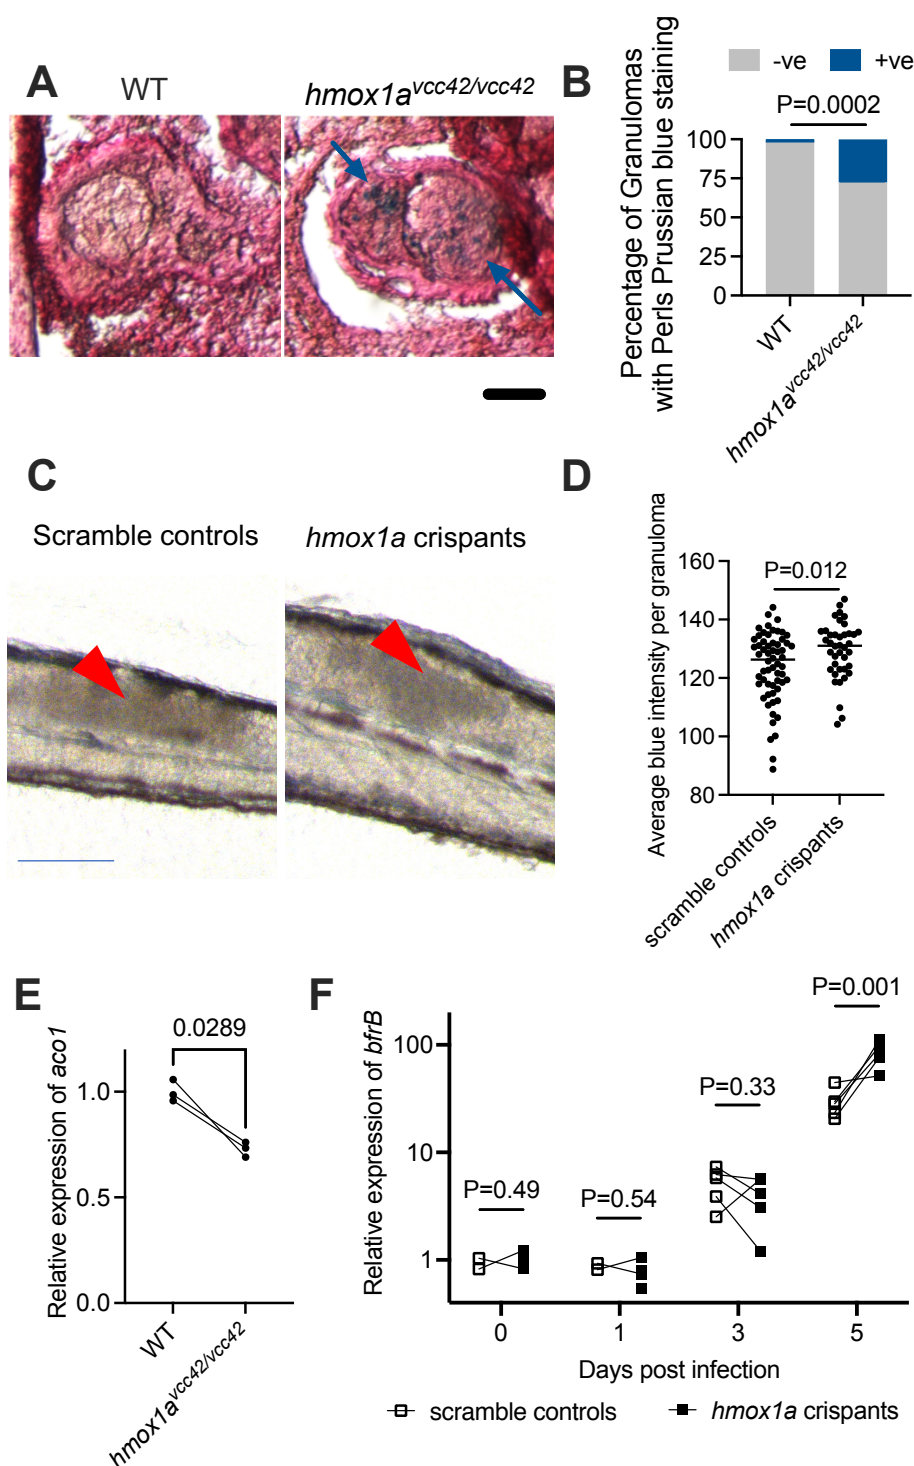 A
WT
hmox1a^vcc42/vcc42
B
-ve
+ve
Percentage of Granulomas
with Perls Prussian blue staining
P=0.0002
100
75
50
25
0
WT
hmox1a^vcc42/vcc42
C
Scramble controls
hmox1a crispants
D
Average blue intensity per granuloma
160
140
120
100
80
P=0.012
scramble controls
hmox1a crispants
E
Relative expression of aco1
0.0289
1.0
0.5
0.0
WT
hmox1a^vcc42/vcc42
F
Relative expression of bfrB
100
10
1
P=0.49
P=0.54
P=0.33
P=0.001
0
1
3
5
Days post infection
scramble controls
hmox1a crispants